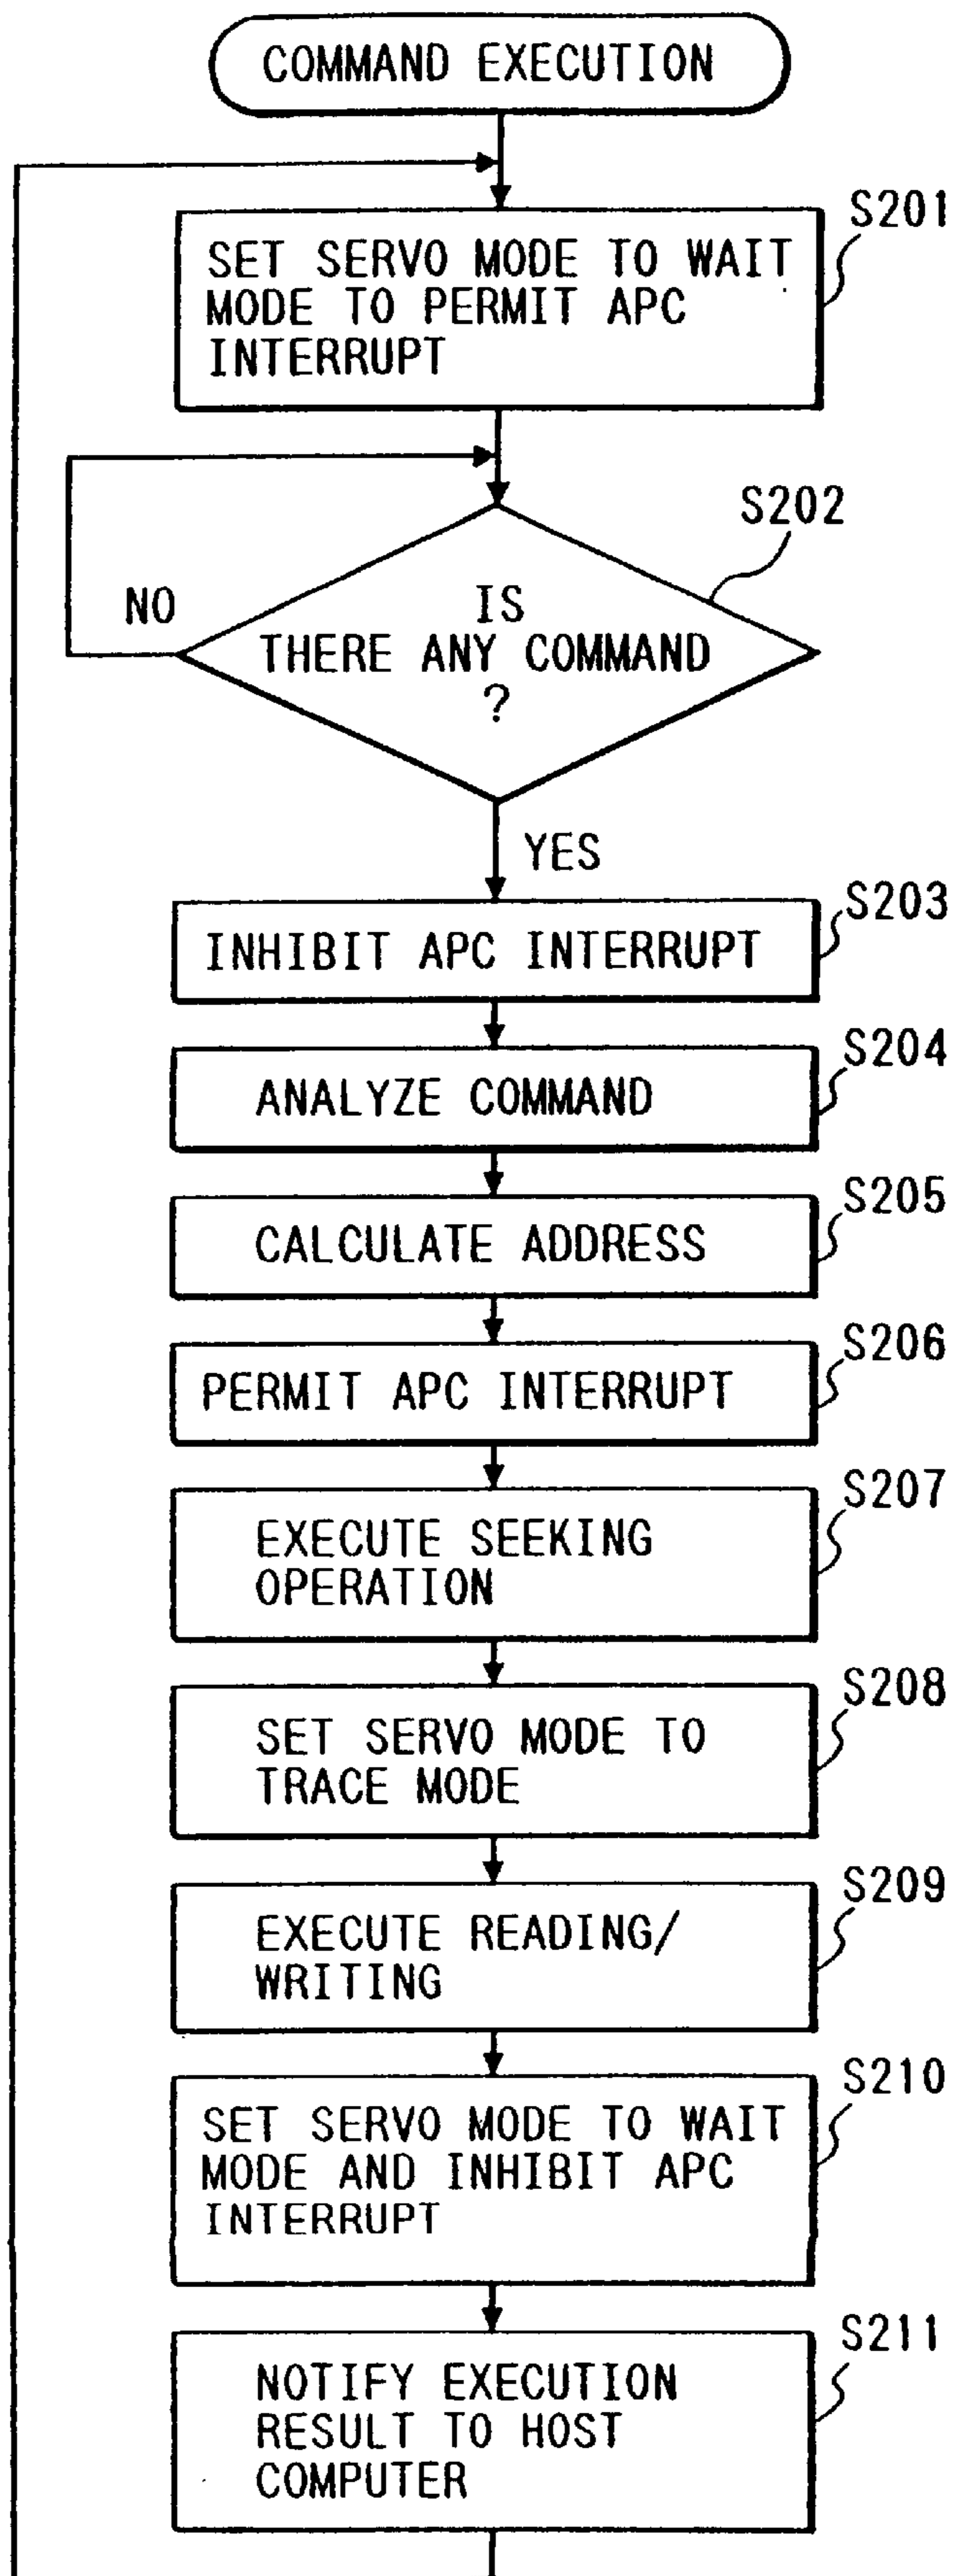 COMMAND EXECUTION
S201
SET SERVO MODE TO WAIT
MODE TO PERMIT APC
INTERRUPT
S202
NO
IS
THERE ANY COMMAND
?
YES
S203
INHIBIT APC INTERRUPT
S204
ANALYZE COMMAND
S205
CALCULATE ADDRESS
S206
PERMIT APC INTERRUPT
S207
EXECUTE SEEKING
OPERATION
S208
SET SERVO MODE TO
TRACE MODE
S209
EXECUTE READING/
WRITING
S210
SET SERVO MODE TO WAIT
MODE AND INHIBIT APC
INTERRUPT
S211
NOTIFY EXECUTION
RESULT TO HOST
COMPUTER